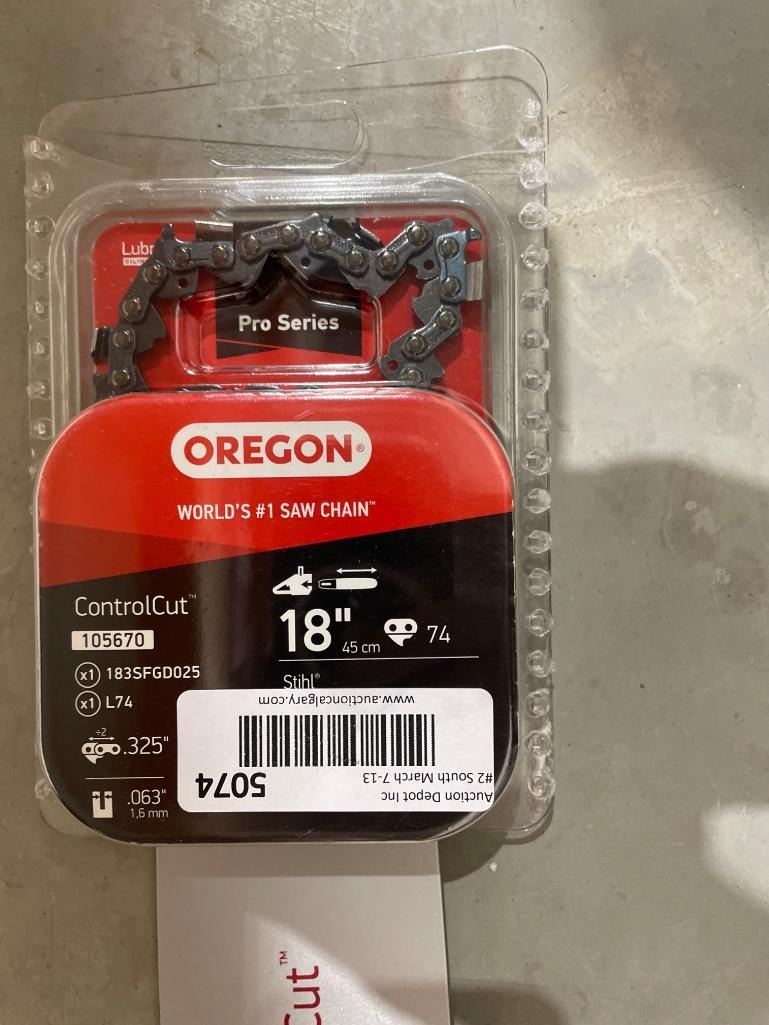 Pro Series
OREGON®
WORLD'S #1 SAW CHAIN™
ControlCut™
105670
x1 183SFGD025
x1 L74
÷2
.325"
.063"
1,6 mm
18" 45 cm
74
Stihl®
Auction Depot Inc
#2 South March 7-13
5074
www.auctioncalgary.com
Cut™